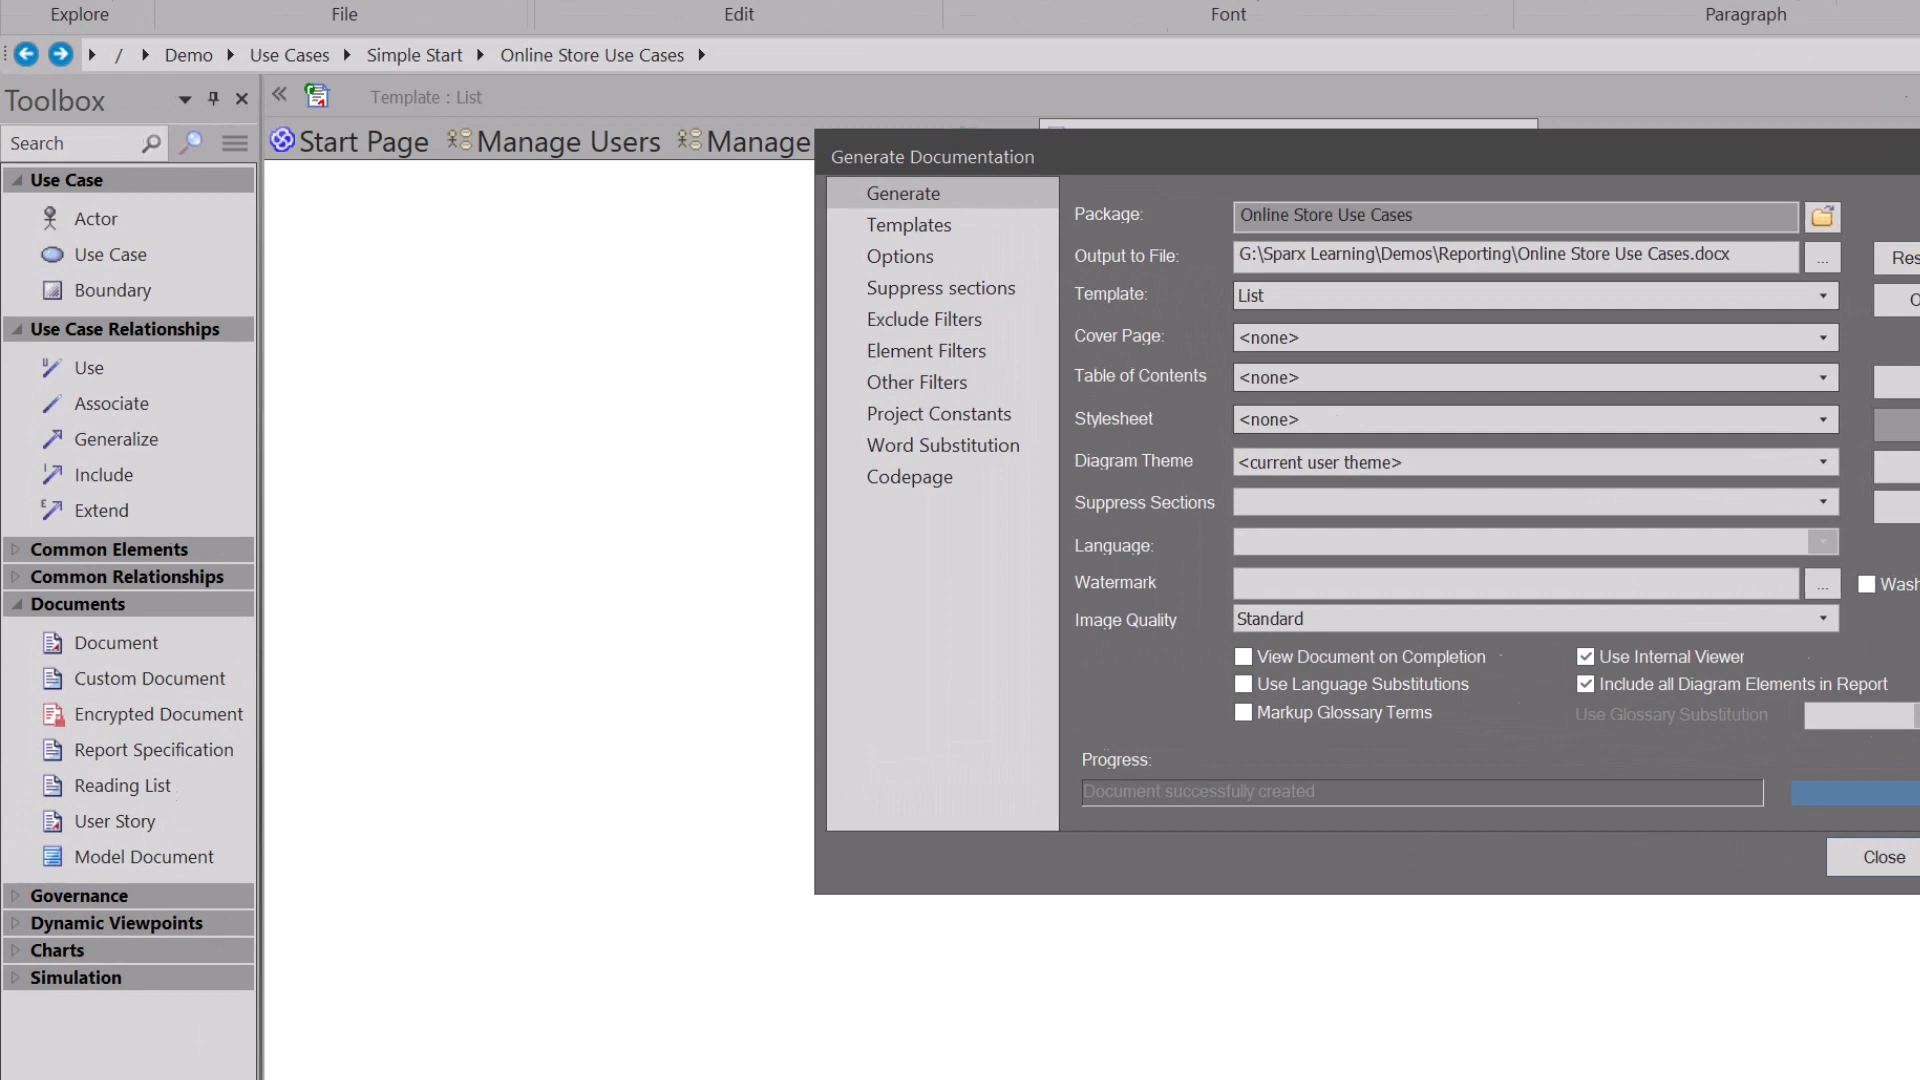 Explore
File
Edit
Font
Paragraph
/ Demo Use Cases Simple Start Online Store Use Cases
Toolbox
Template : List
Search
Start Page
Manage Users
Manage
Use Case
Actor
Use Case
Boundary
Use Case Relationships
Use
Associate
Generalize
Include
Extend
Common Elements
Common Relationships
Documents
Document
Custom Document
Encrypted Document
Report Specification
Reading List
User Story
Model Document
Governance
Dynamic Viewpoints
Charts
Simulation
Generate Documentation
Generate
Templates
Options
Suppress sections
Exclude Filters
Element Filters
Other Filters
Project Constants
Word Substitution
Codepage
Package: Online Store Use Cases
Output to File: G:\Sparx Learning\Demos\Reporting\Online Store Use Cases.docx ... Res
Template: List O
Cover Page: <none>
Table of Contents <none>
Stylesheet <none>
Diagram Theme <current user theme>
Suppress Sections
Language:
Watermark ... Wash
Image Quality Standard
View Document on Completion Use Internal Viewer
Use Language Substitutions Include all Diagram Elements in Report
Markup Glossary Terms Use Glossary Substitution
Progress:
Document successfully created
Close